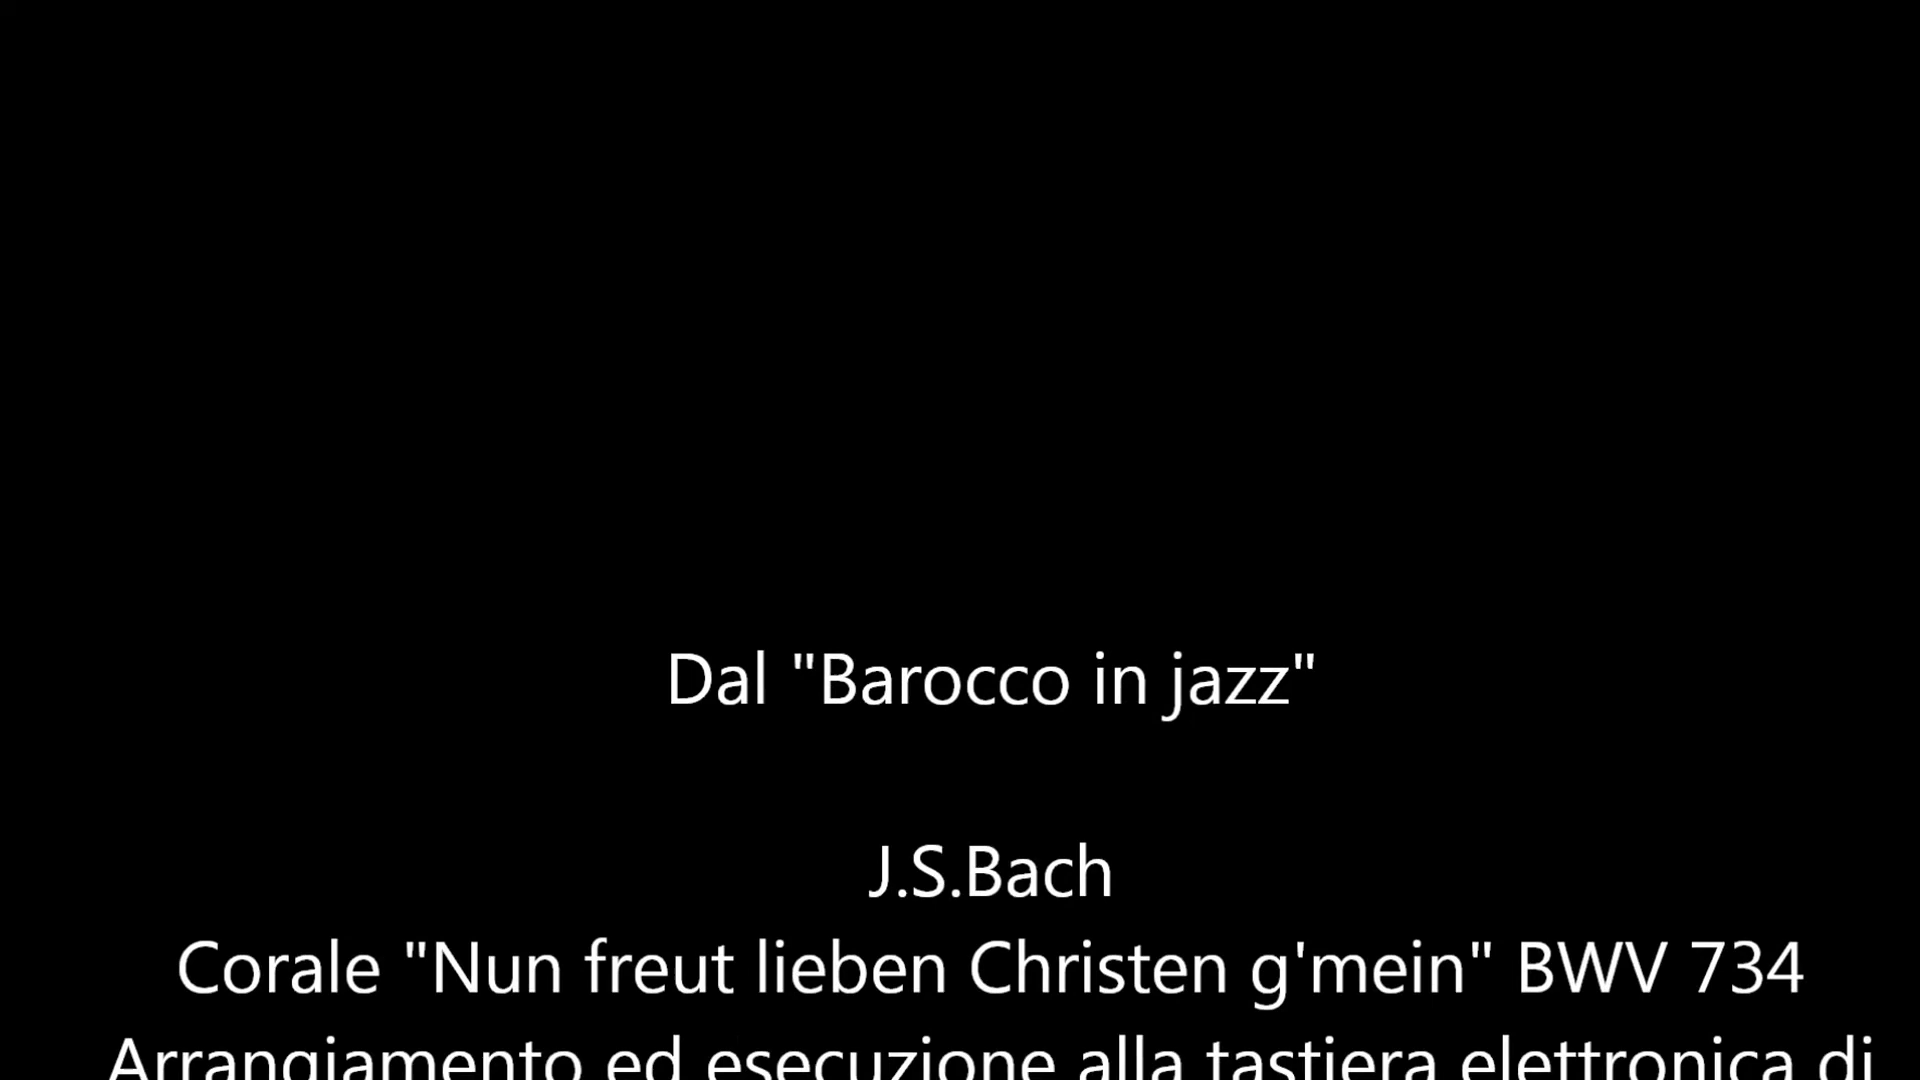 Dal "Barocco in jazz"
J.S.Bach
Corale "Nun freut lieben Christen g'mein" BWV 734
Arrangiamento ed esecuzione alla tastiera elettronica di